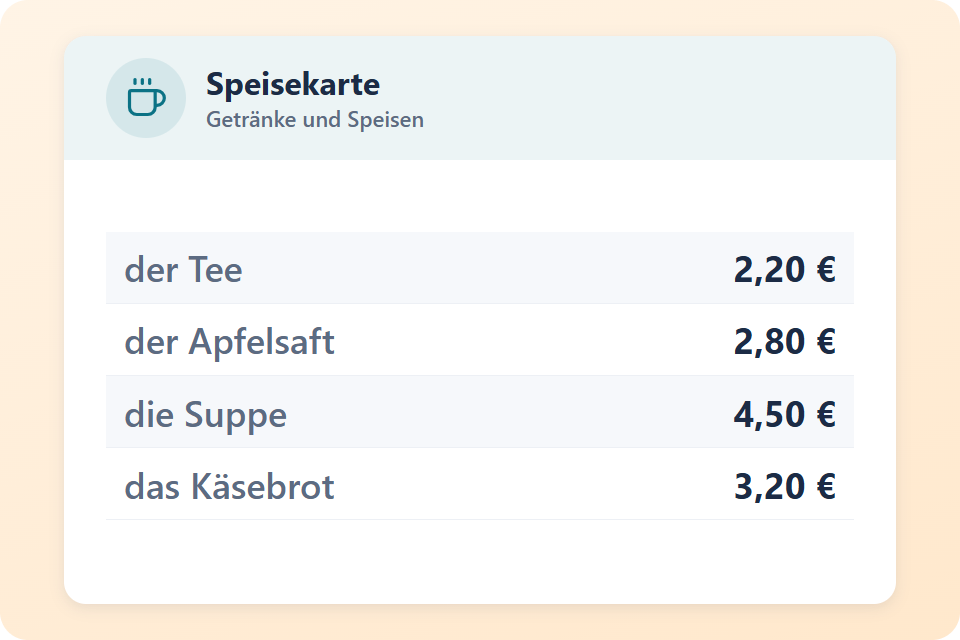 Speisekarte
Getränke und Speisen
der Tee 2,20 €
der Apfelsaft 2,80 €
die Suppe 4,50 €
das Käsebrot 3,20 €